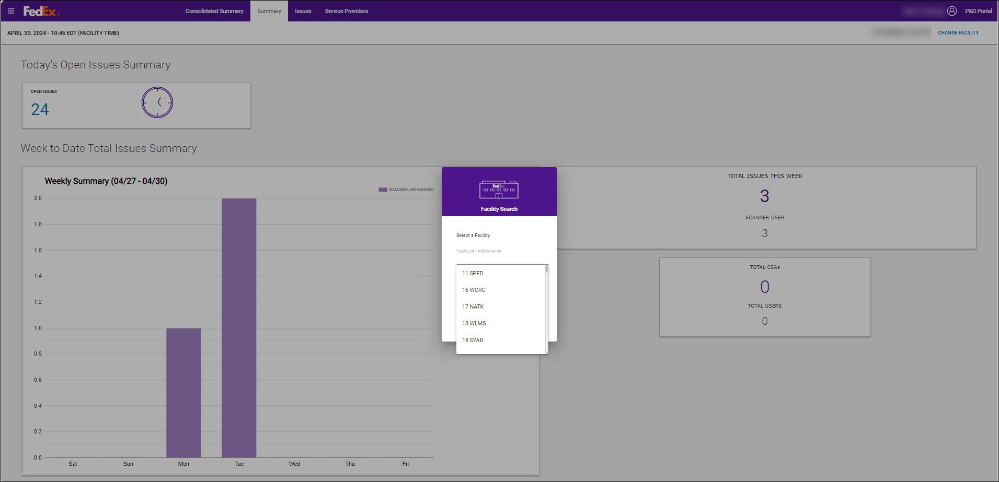 FedEx
Consolidated Summary
Summary
Issues
Service Providers
P&D Portal
APRIL 30, 2024 - 10:46 EDT (FACILITY TIME)
CHANGE FACILITY
Today's Open Issues Summary
OPEN ISSUES
24
Week to Date Total Issues Summary
Weekly Summary (04/27 - 04/30)
SCANNER USER ISSUES
2.0
1.8
1.6
1.4
1.2
1.0
0.8
0.6
0.4
0.2
0.0
Sat
Sun
Mon
Tue
Wed
Thu
Fri
FedEx
Facility Search
Select a Facility
Facility Id / Abbreviation
11 SPFD
16 WORC
17 NATK
18 WLMG
19 SYAR
TOTAL ISSUES THIS WEEK
3
SCANNER USER
3
TOTAL CSAs
0
TOTAL USERS
0